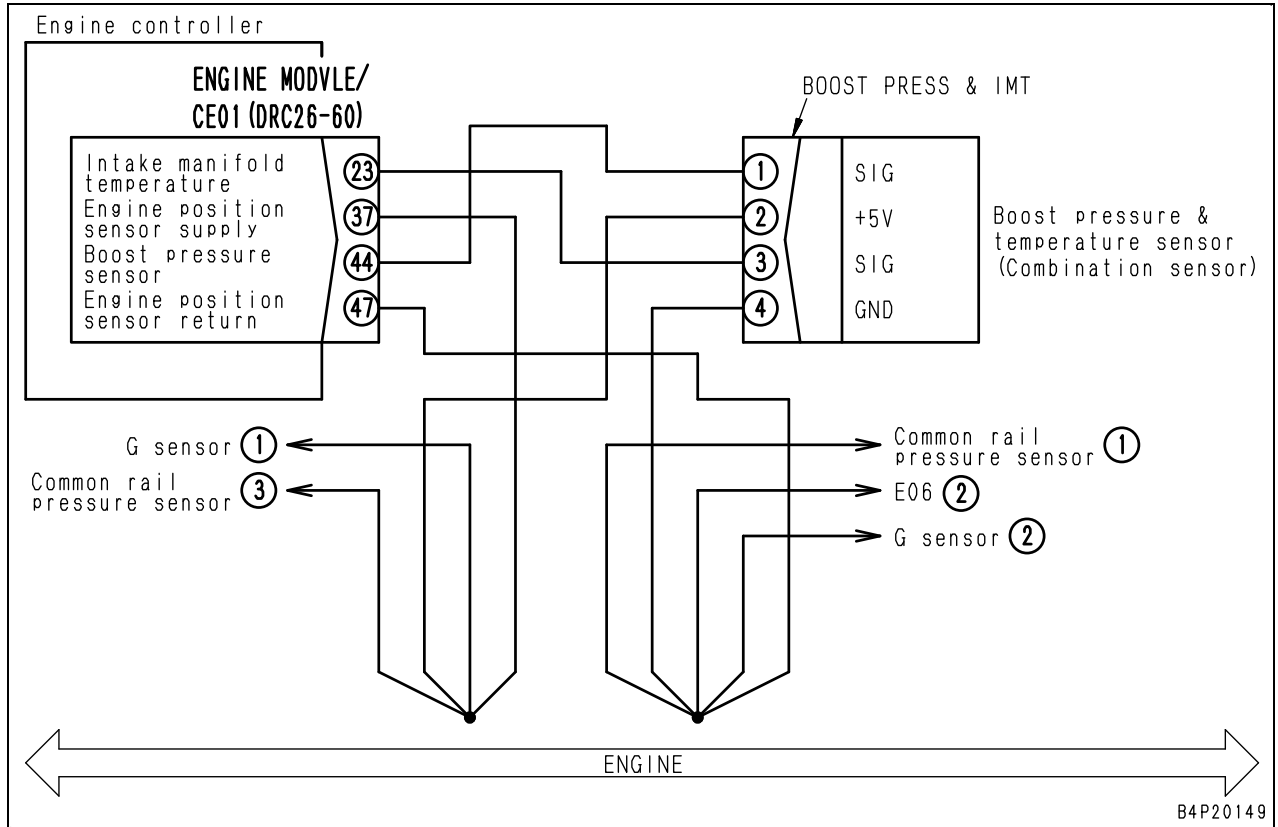 Engine controller
ENGINE MODVLE/
CE01 (DRC26-60)
BOOST PRESS & IMT
Intake manifold
temperature
23
Engine position
sensor supply
37
Boost pressure
sensor
44
Engine position
sensor return
47
1 SIG
2 +5V
3 SIG
4 GND
Boost pressure &
temperature sensor
(Combination sensor)
G sensor 1
Common rail
pressure sensor 3
Common rail
pressure sensor 1
E06 2
G sensor 2
ENGINE
B4P20149